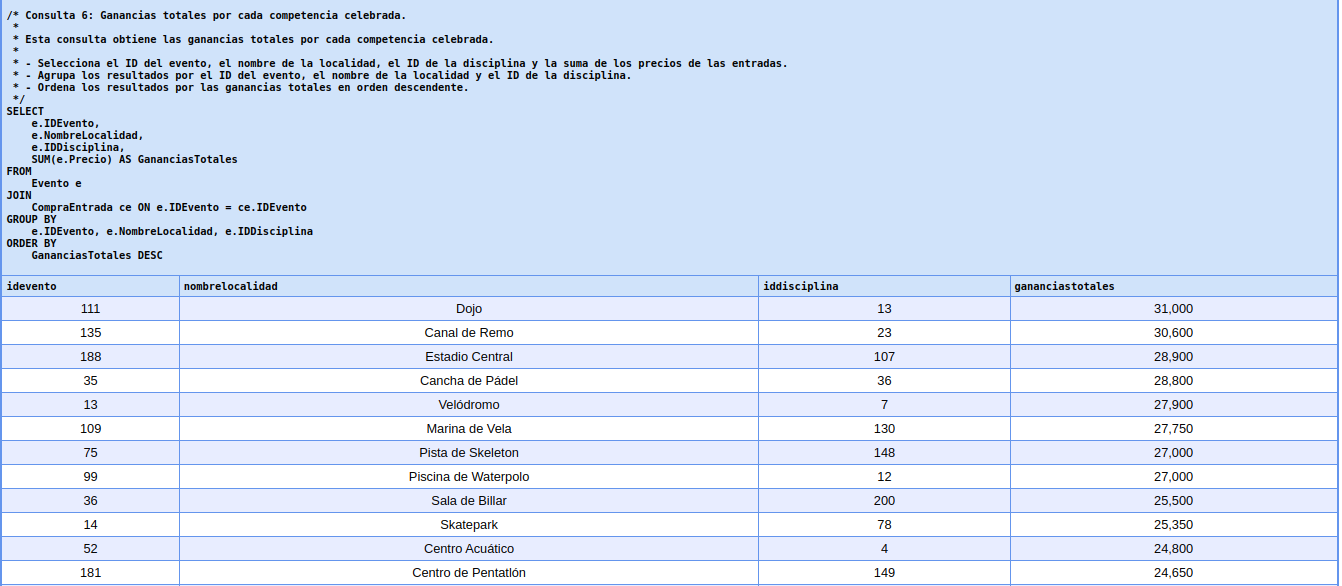 /* Consulta 6: Ganancias totales por cada competencia celebrada.
 *
 * Esta consulta obtiene las ganancias totales por cada competencia celebrada.
 *
 * - Selecciona el ID del evento, el nombre de la localidad, el ID de la disciplina y la suma de los precios de las entradas.
 * - Agrupa los resultados por el ID del evento, el nombre de la localidad y el ID de la disciplina.
 * - Ordena los resultados por las ganancias totales en orden descendente.
 */
SELECT
    e.IDEvento,
    e.NombreLocalidad,
    e.IDDisciplina,
    SUM(e.Precio) AS GananciasTotales
FROM
    Evento e
JOIN
    CompraEntrada ce ON e.IDEvento = ce.IDEvento
GROUP BY
    e.IDEvento, e.NombreLocalidad, e.IDDisciplina
ORDER BY
    GananciasTotales DESC
idevento nombrelocalidad iddisciplina gananciastotales
111 Dojo 13 31,000
135 Canal de Remo 23 30,600
188 Estadio Central 107 28,900
35 Cancha de Pádel 36 28,800
13 Velódromo 7 27,900
109 Marina de Vela 130 27,750
75 Pista de Skeleton 148 27,000
99 Piscina de Waterpolo 12 27,000
36 Sala de Billar 200 25,500
14 Skatepark 78 25,350
52 Centro Acuático 4 24,800
181 Centro de Pentatlón 149 24,650